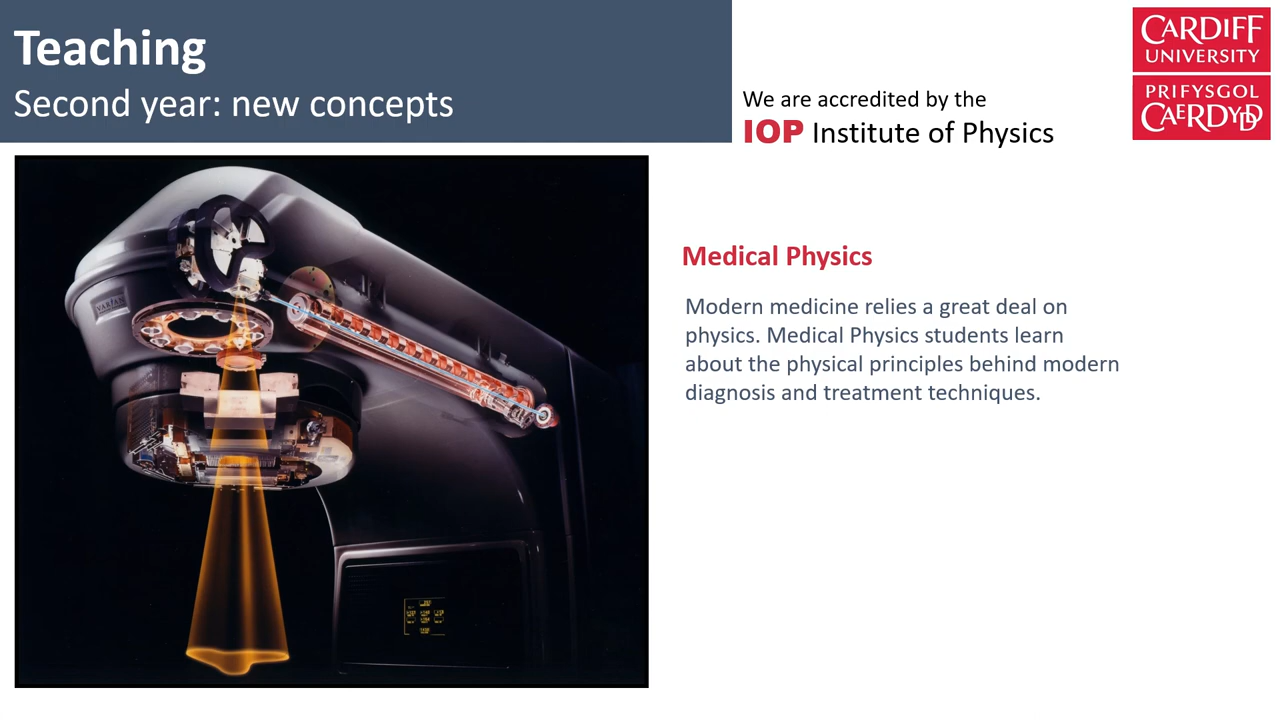 Teaching
Second year: new concepts
We are accredited by the
IOP Institute of Physics
CARDIFF
UNIVERSITY
PRIFYSGOL
CAERDYDD
VARIAN
Medical Physics
Modern medicine relies a great deal on
physics. Medical Physics students learn
about the physical principles behind modern
diagnosis and treatment techniques.